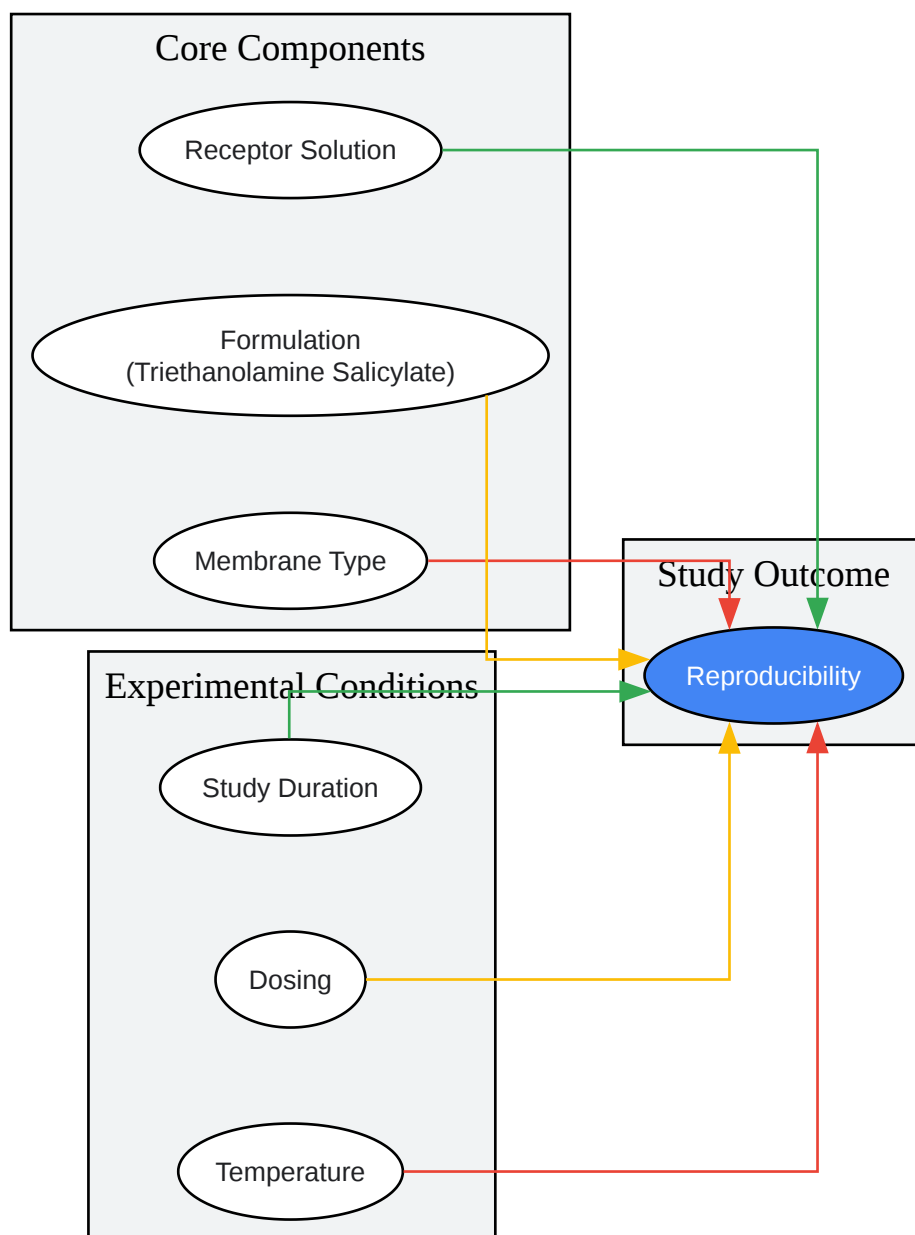 Core Components
Receptor Solution
Formulation
(Triethanolamine Salicylate)
Membrane Type
Study Outcome
Reproducibility
Experimental Conditions
Study Duration
Dosing
Temperature